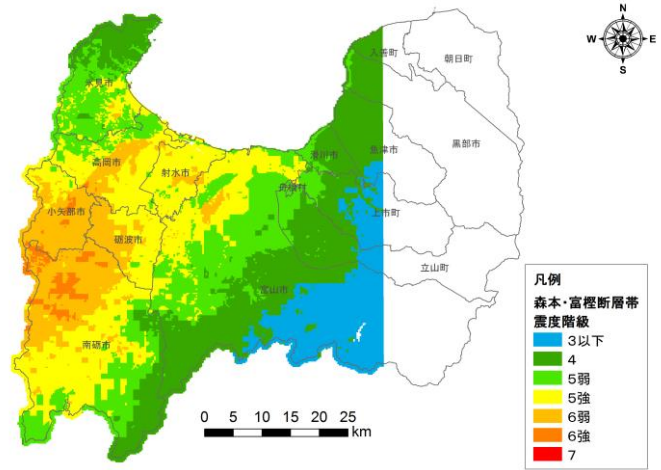 N
W
E
S
入善町
朝日町
氷見市
黒部市
魚津市
滑川市
高岡市
射水市
舟橋村
上市町
小矢部市
砺波市
立山町
富山市
南砺市
凡例
森本・富樫断層帯
震度階級
3以下
4
5弱
5強
6弱
6強
7
0 5 10 15 20 25
km